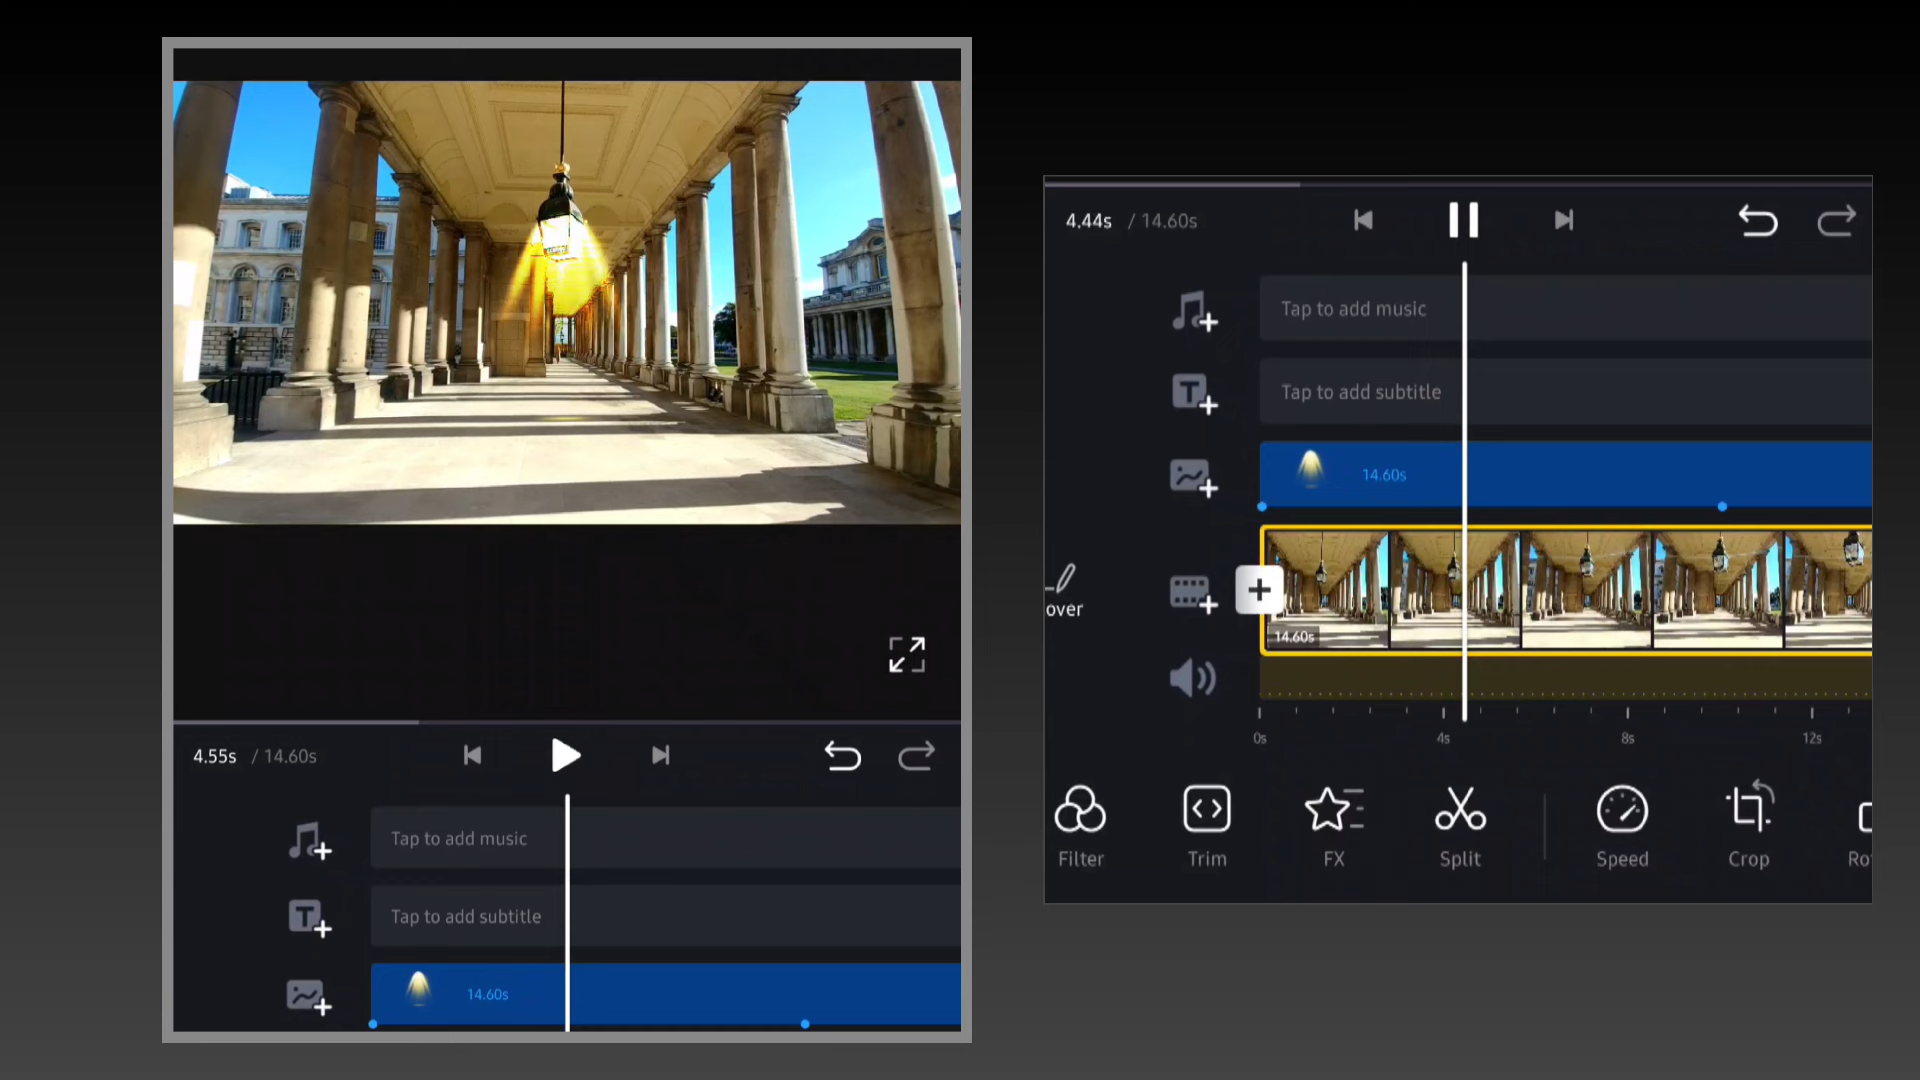 4.55s / 14.60s
Tap to add music
Tap to add subtitle
14.60s
4.44s / 14.60s
Tap to add music
Tap to add subtitle
14.60s
over
14.60s
0s 4s 8s 12s
Filter Trim FX Split Speed Crop Ro